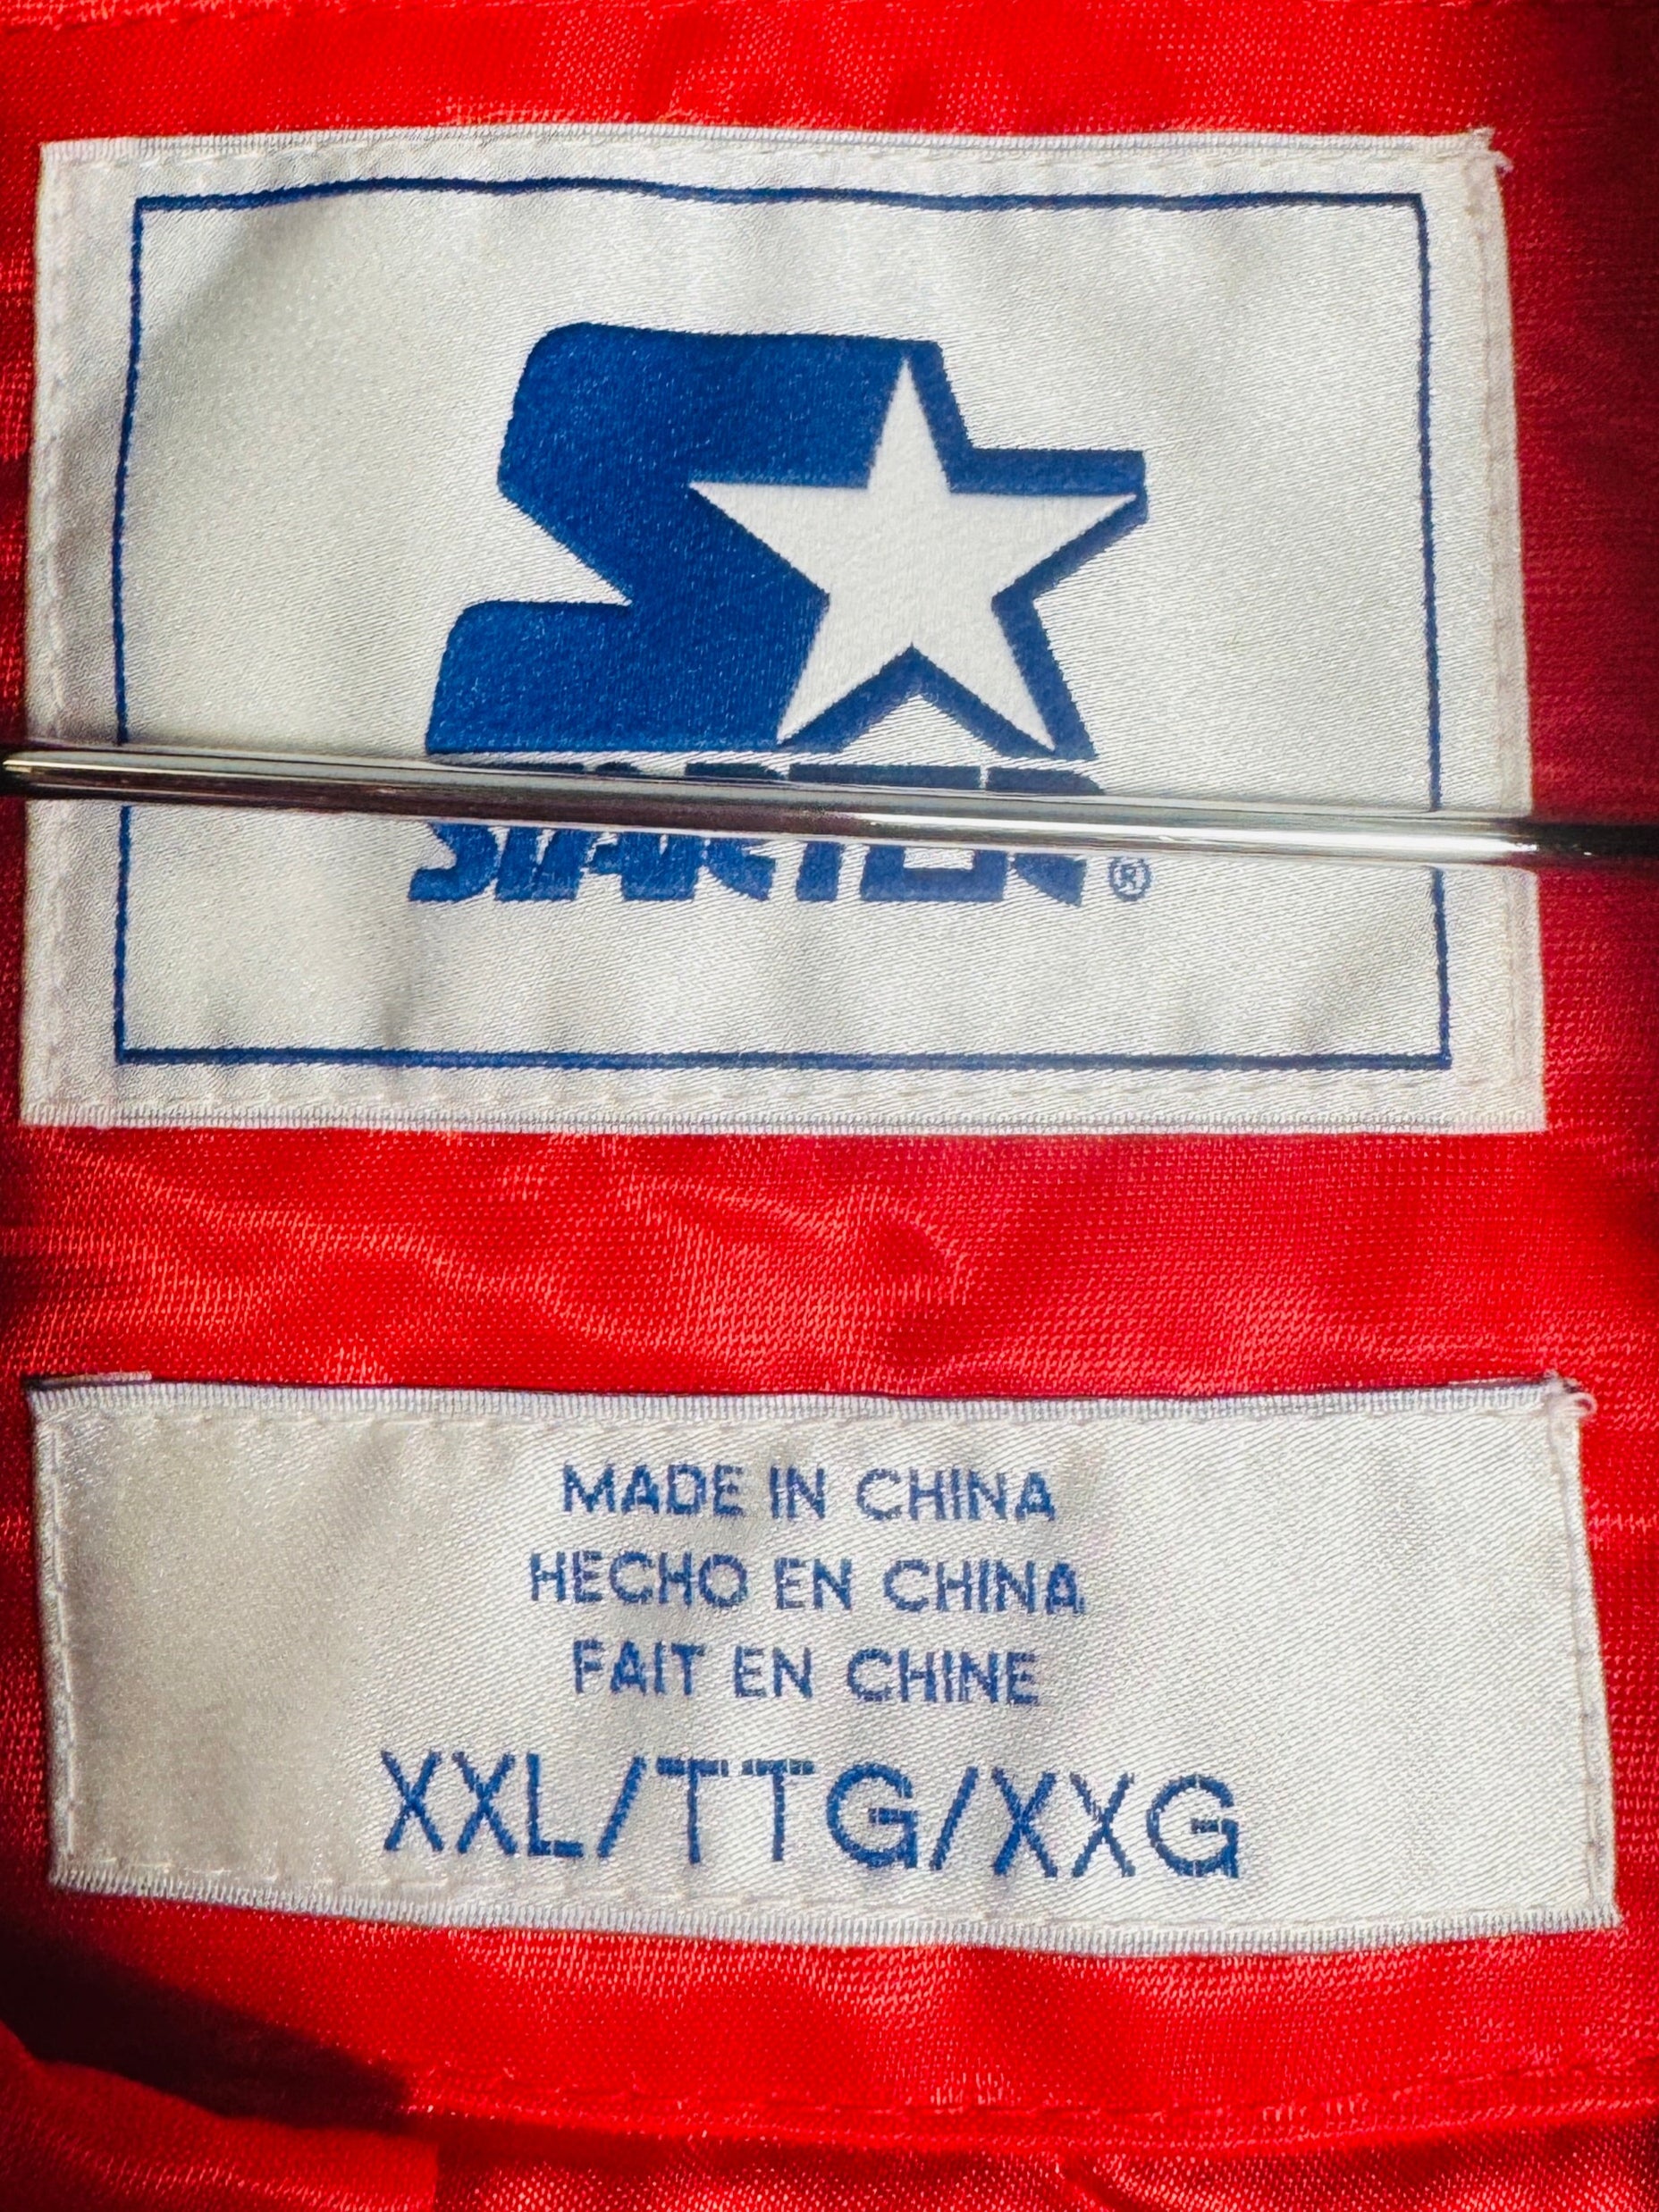 STARTER®
MADE IN CHINA
HECHO EN CHINA
FAIT EN CHINE
XXL/TTG/XXG